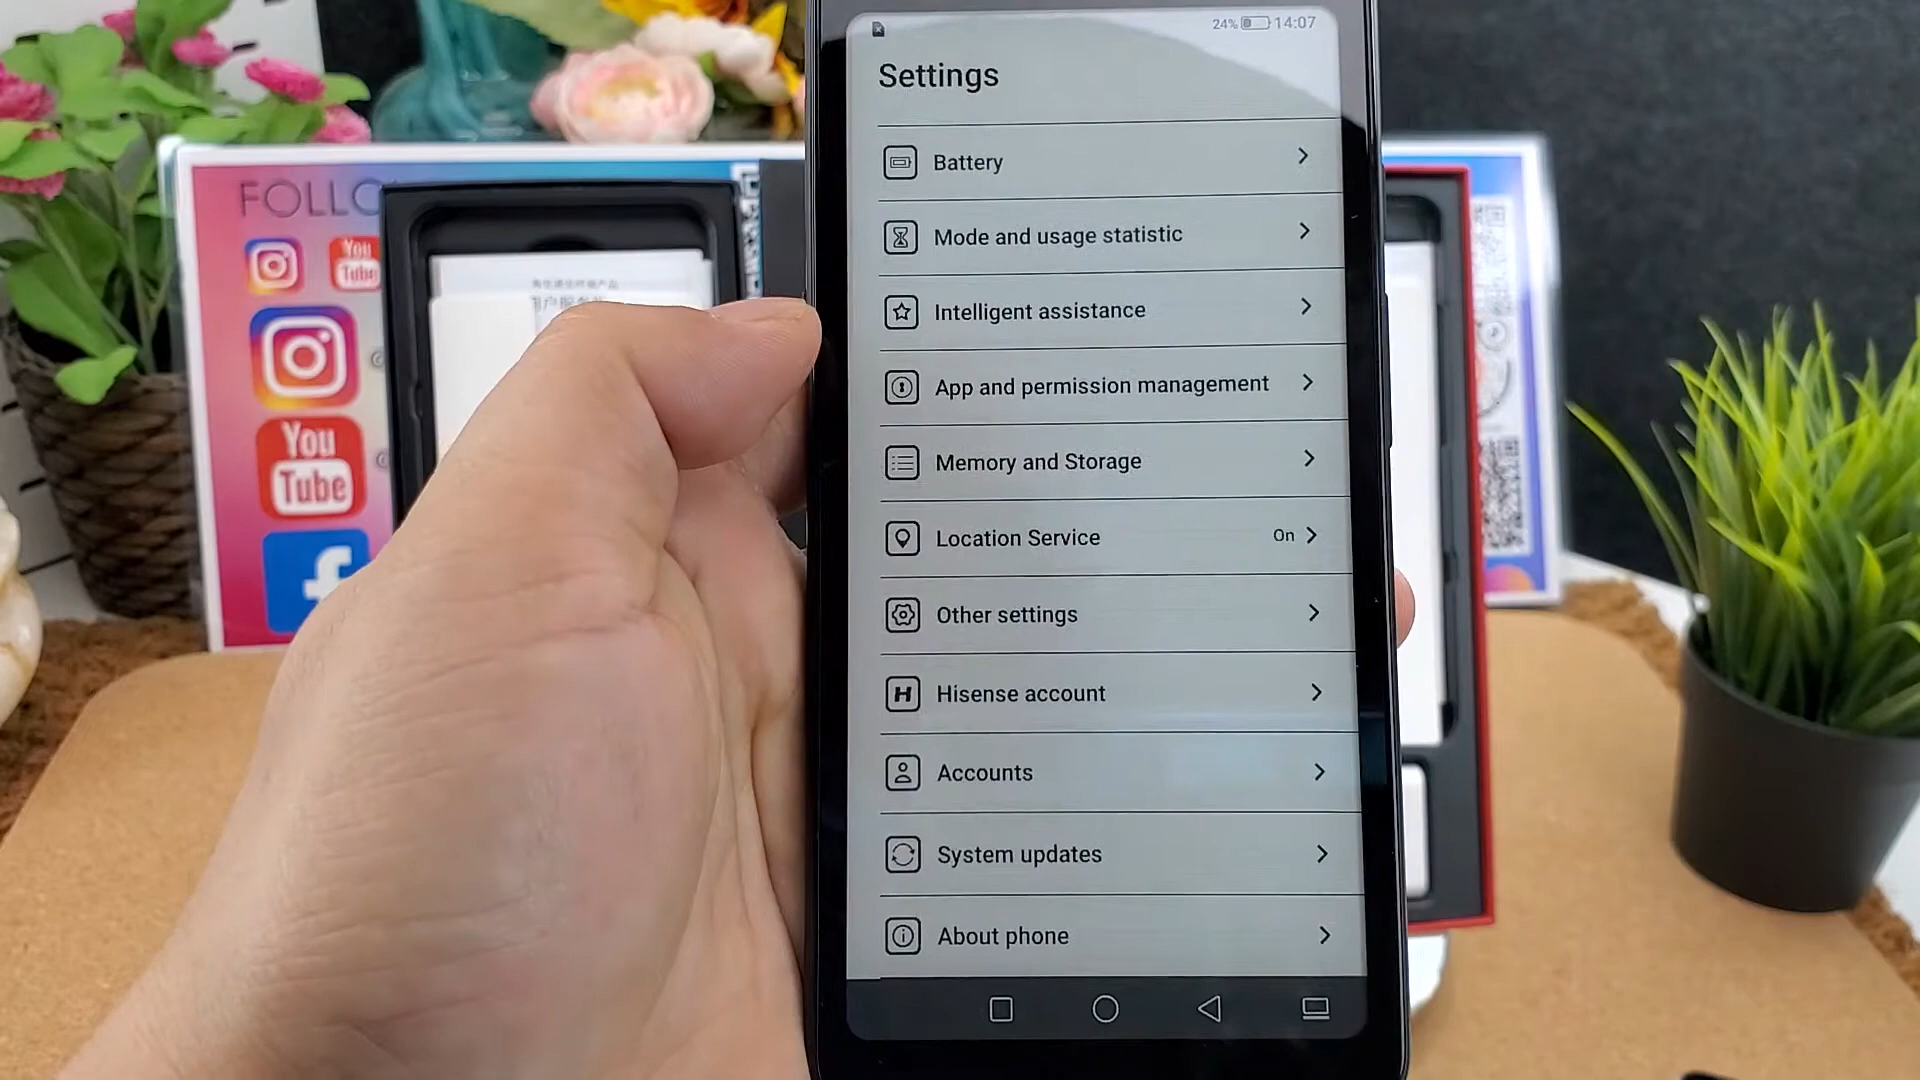 24% 14:07
Settings
Battery
Mode and usage statistic
Intelligent assistance
App and permission management
Memory and Storage
Location Service On
Other settings
Hisense account
Accounts
System updates
About phone
FOLLO
You
Tube
You
Tube